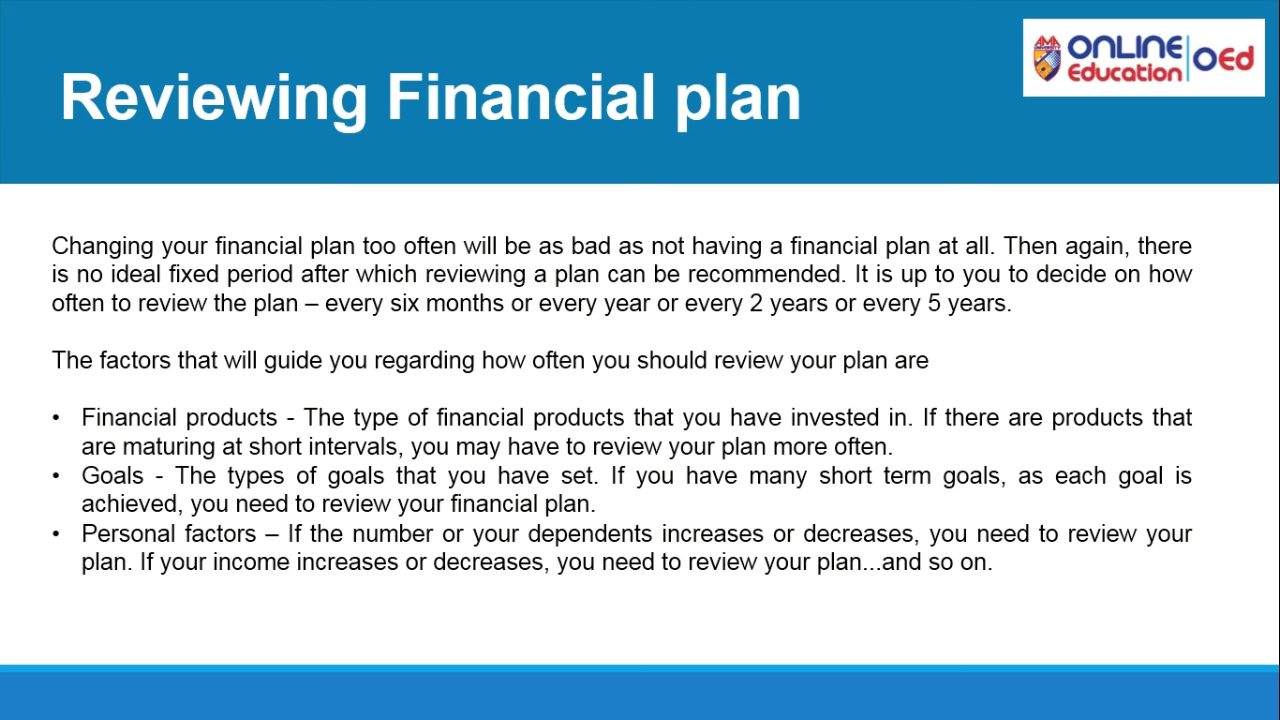 Reviewing Financial plan
ONLINE
Education
OEd
Changing your financial plan too often will be as bad as not having a financial plan at all. Then again, there
is no ideal fixed period after which reviewing a plan can be recommended. It is up to you to decide on how
often to review the plan – every six months or every year or every 2 years or every 5 years.
The factors that will guide you regarding how often you should review your plan are
• Financial products - The type of financial products that you have invested in. If there are products that
are maturing at short intervals, you may have to review your plan more often.
• Goals - The types of goals that you have set. If you have many short term goals, as each goal is
achieved, you need to review your financial plan.
• Personal factors – If the number or your dependents increases or decreases, you need to review your
plan. If your income increases or decreases, you need to review your plan...and so on.